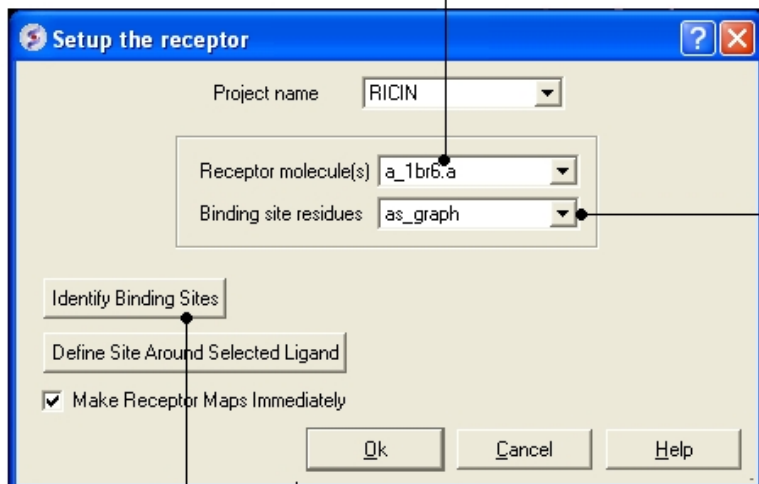 Setup the receptor
Project name RICIN
Receptor molecule(s) a_1br6.a
Binding site residues as_graph
Identify Binding Sites
Define Site Around Selected Ligand
Make Receptor Maps Immediately
Ok Cancel Help